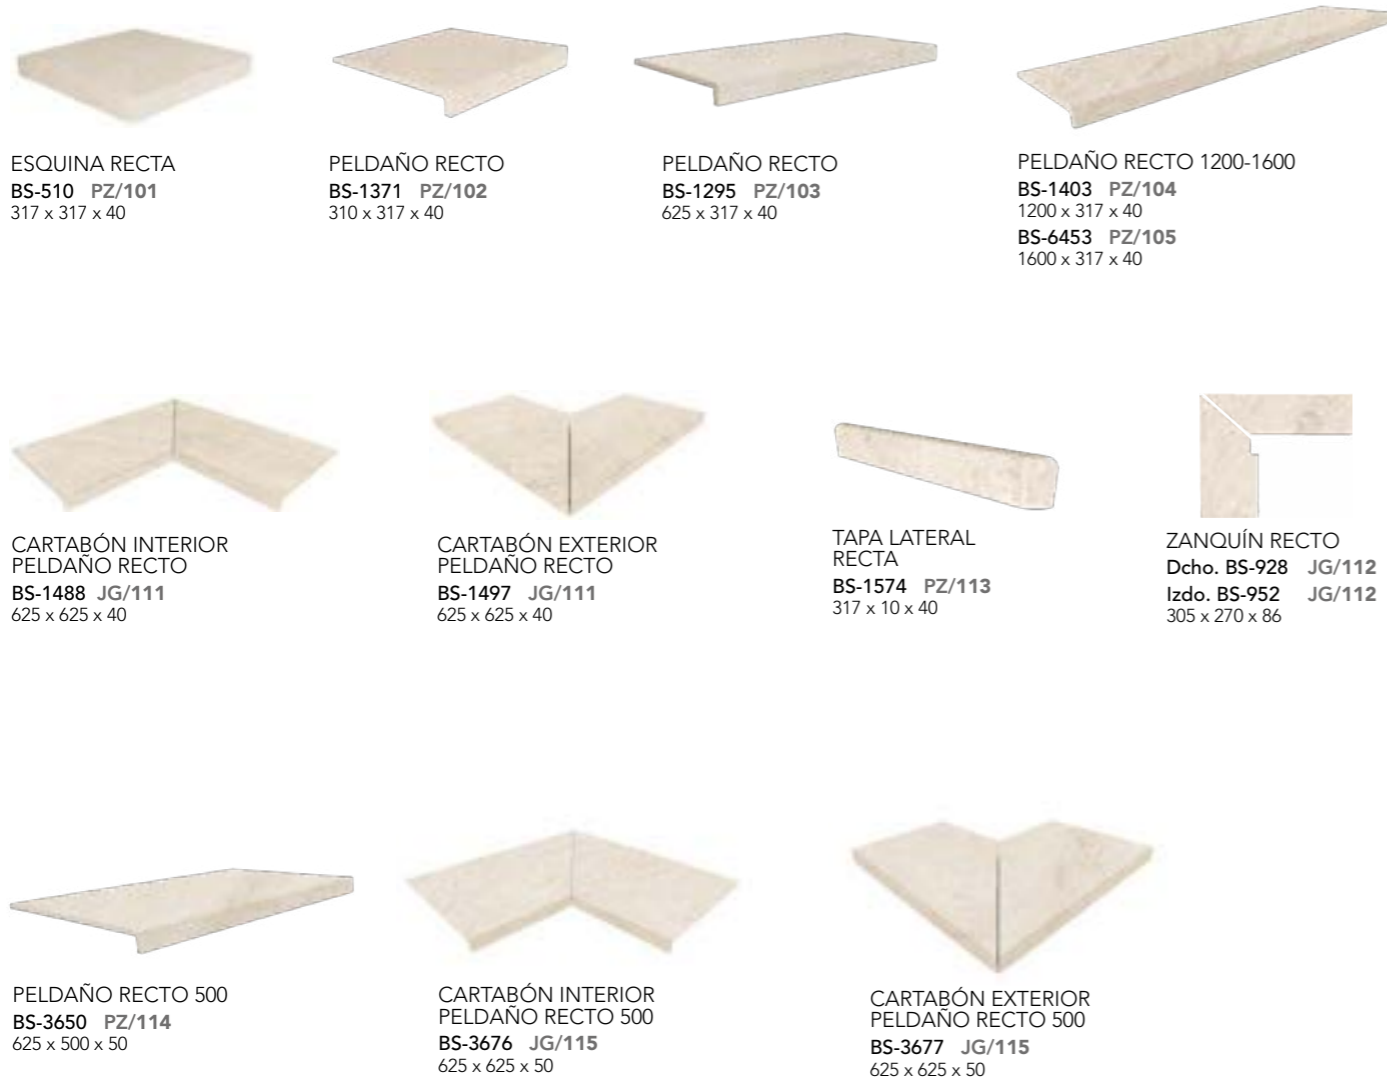 ESQUINA RECTA
BS-510 PZ/101
317 x 317 x 40
PELDAÑO RECTO
BS-1371 PZ/102
310 x 317 x 40
PELDAÑO RECTO
BS-1295 PZ/103
625 x 317 x 40
PELDAÑO RECTO 1200-1600
BS-1403 PZ/104
1200 x 317 x 40
BS-6453 PZ/105
1600 x 317 x 40
CARTABÓN INTERIOR
PELDAÑO RECTO
BS-1488 JG/111
625 x 625 x 40
CARTABÓN EXTERIOR
PELDAÑO RECTO
BS-1497 JG/111
625 x 625 x 40
TAPA LATERAL
RECTA
BS-1574 PZ/113
317 x 10 x 40
ZANQUÍN RECTO
Dcho. BS-928 JG/112
Izdo. BS-952 JG/112
305 x 270 x 86
PELDAÑO RECTO 500
BS-3650 PZ/114
625 x 500 x 50
CARTABÓN INTERIOR
PELDAÑO RECTO 500
BS-3676 JG/115
625 x 625 x 50
CARTABÓN EXTERIOR
PELDAÑO RECTO 500
BS-3677 JG/115
625 x 625 x 50